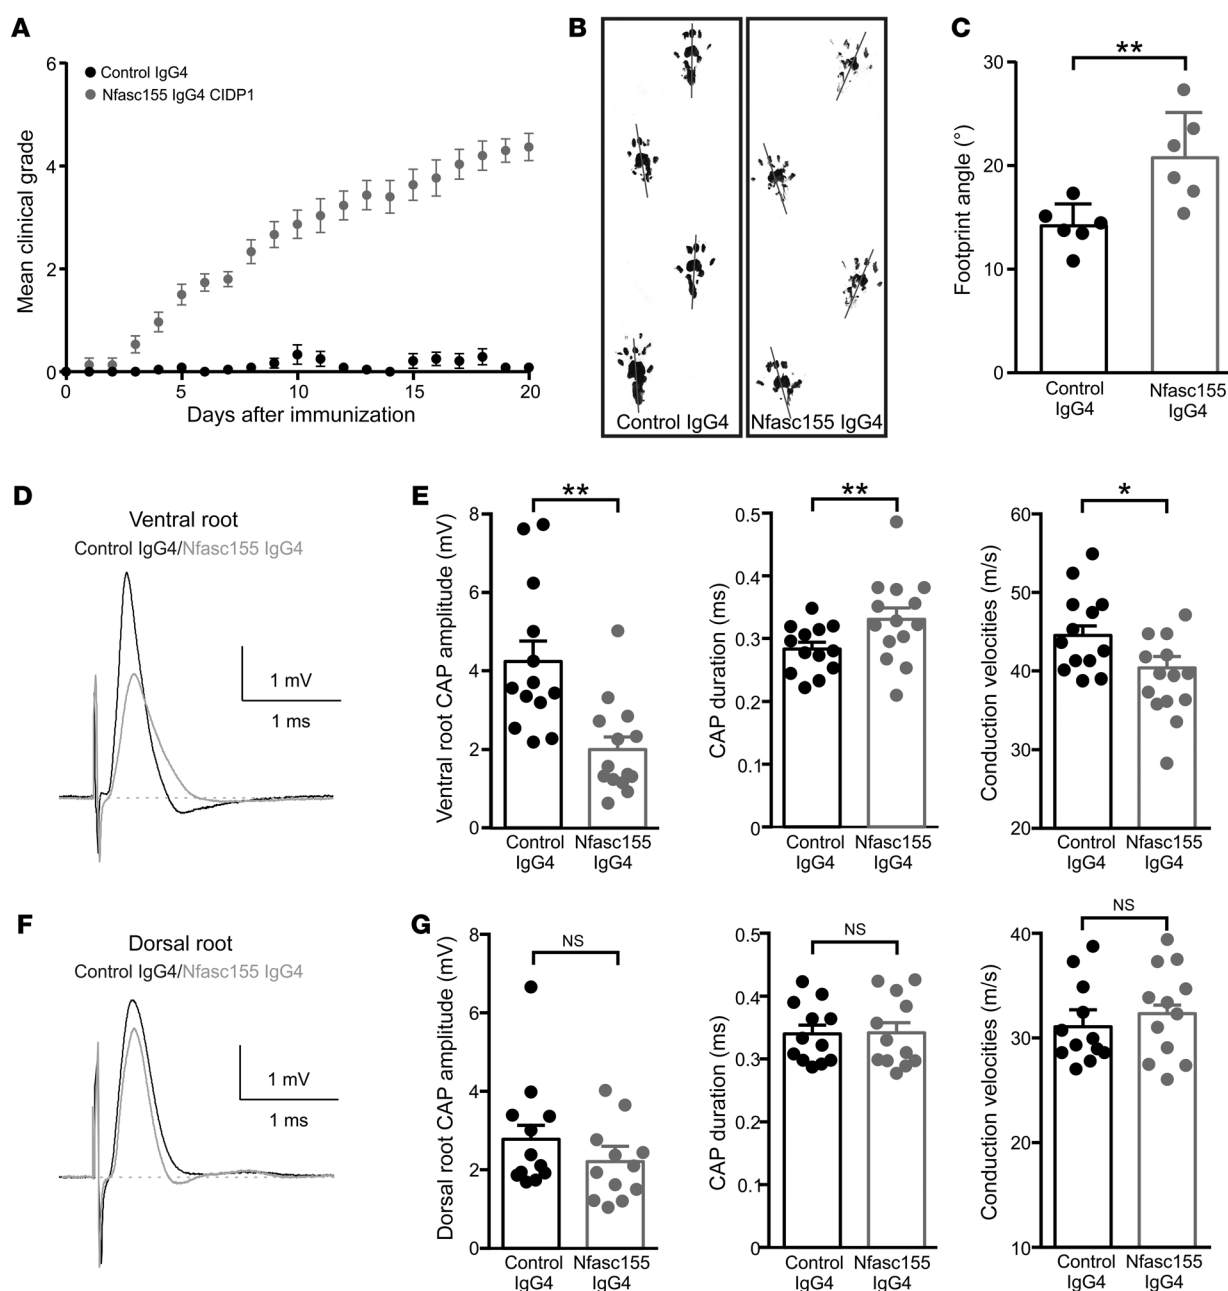 A
6
4
2
0
Mean clinical grade
Control IgG4
Nfasc155 IgG4 CIDP1
0
5
10
15
20
Days after immunization
B
Control IgG4
Nfasc155 IgG4
C
**
30
20
10
0
Footprint angle (°)
Control
IgG4
Nfasc155
IgG4
D
Ventral root
Control IgG4/Nfasc155 IgG4
1 mV
1 ms
E
**
8
6
4
2
0
Ventral root CAP amplitude (mV)
Control
IgG4
Nfasc155
IgG4
**
0.5
0.4
0.3
0.2
0.1
0
CAP duration (ms)
Control
IgG4
Nfasc155
IgG4
*
60
50
40
30
20
Conduction velocities (m/s)
Control
IgG4
Nfasc155
IgG4
F
Dorsal root
Control IgG4/Nfasc155 IgG4
1 mV
1 ms
G
NS
8
6
4
2
0
Dorsal root CAP amplitude (mV)
Control
IgG4
Nfasc155
IgG4
NS
0.5
0.4
0.3
0.2
0.1
0
CAP duration (ms)
Control
IgG4
Nfasc155
IgG4
NS
40
30
20
10
Conduction velocities (m/s)
Control
IgG4
Nfasc155
IgG4